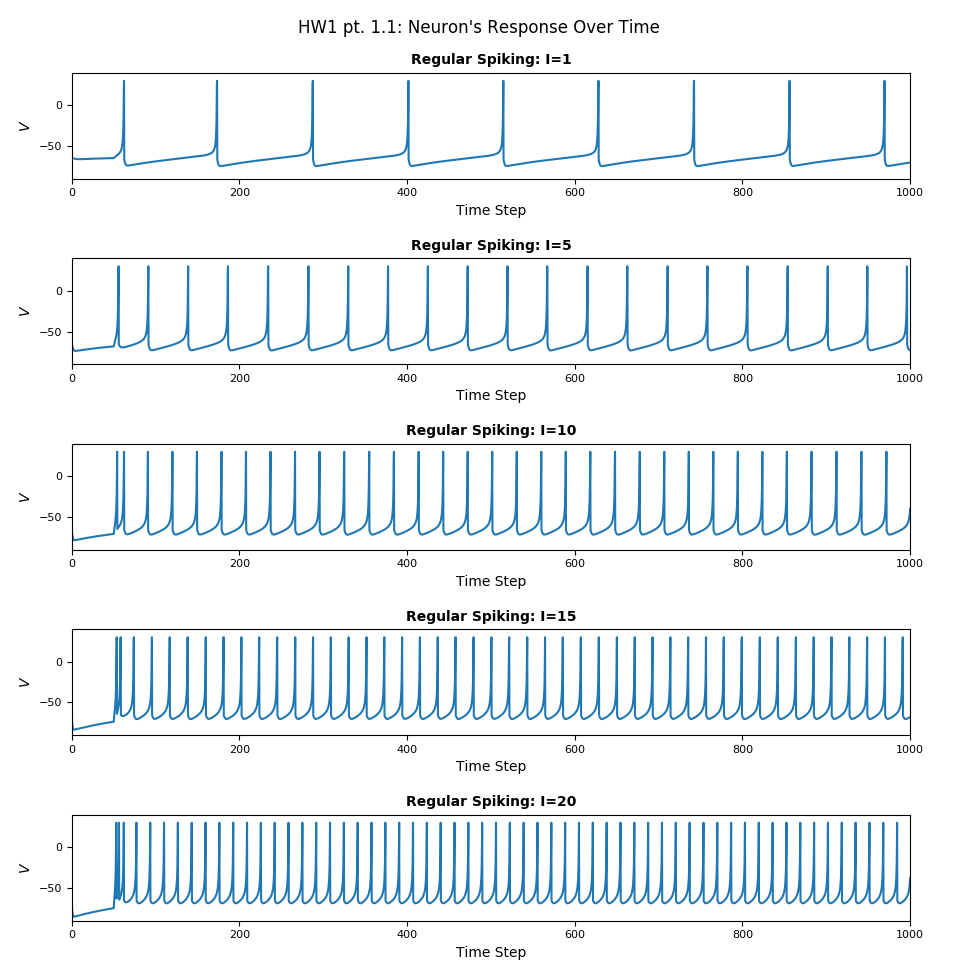 HW1 pt. 1.1: Neuron's Response Over Time
Regular Spiking: I=1
0
−50
V
0 200 400 600 800 1000
Time Step
Regular Spiking: I=5
0
−50
V
0 200 400 600 800 1000
Time Step
Regular Spiking: I=10
0
−50
V
0 200 400 600 800 1000
Time Step
Regular Spiking: I=15
0
−50
V
0 200 400 600 800 1000
Time Step
Regular Spiking: I=20
0
−50
V
0 200 400 600 800 1000
Time Step